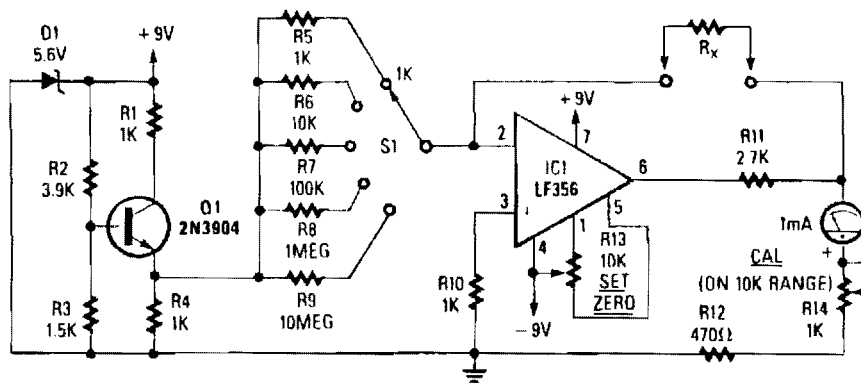 D1
5.6V
+9V
R1
1K
R2
3.9K
Q1
2N3904
R3
1.5K
R4
1K
R5
1K
R6
10K
R7
100K
R8
1MEG
R9
10MEG
1K
S1
R10
1K
2
3
+9V
7
IC1
LF356
6
5
4
1
-9V
R13
10K
SET
ZERO
Rx
R11
2.7K
1mA
+
CAL
(ON 10K RANGE)
R14
1K
R12
470Ω